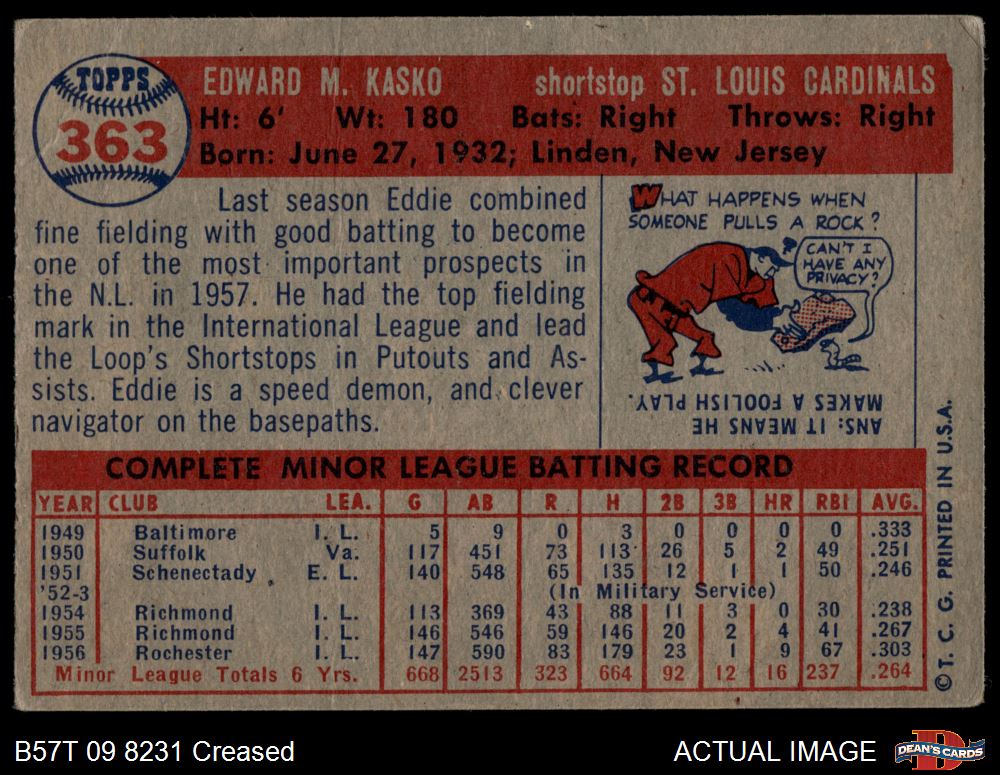 TOPPS
363
EDWARD M. KASKO shortstop ST. LOUIS CARDINALS
Ht: 6' Wt: 180 Bats: Right Throws: Right
Born: June 27, 1932; Linden, New Jersey
Last season Eddie combined
fine fielding with good batting to become
one of the most important prospects in
the N.L. in 1957. He had the top fielding
mark in the International League and lead
the Loop's Shortstops in Putouts and As-
sists. Eddie is a speed demon, and clever
navigator on the basepaths.
WHAT HAPPENS WHEN
SOMEONE PULLS A ROCK?
CAN'T I
HAVE ANY
PRIVACY?
ANS: IT MEANS HE
MAKES A FOOLISH PLAY.
COMPLETE MINOR LEAGUE BATTING RECORD
YEAR CLUB LEA. G AB R H 2B 3B HR RBI AVG.
1949 Baltimore I. L. 5 9 0 3 0 0 0 0 .333
1950 Suffolk Va. 117 451 73 113 26 5 2 49 .251
1951 Schenectady E. L. 140 548 65 135 12 1 1 50 .246
'52-3 (In Military Service)
1954 Richmond I. L. 113 369 43 88 11 3 0 30 .238
1955 Richmond I. L. 146 546 59 146 20 2 4 41 .267
1956 Rochester I. L. 147 590 83 179 23 1 9 67 .303
Minor League Totals 6 Yrs. 668 2513 323 664 92 12 16 237 .264
© T. C. G. PRINTED IN U.S.A.
B57T 09 8231 Creased
ACTUAL IMAGE
DEAN'S CARDS